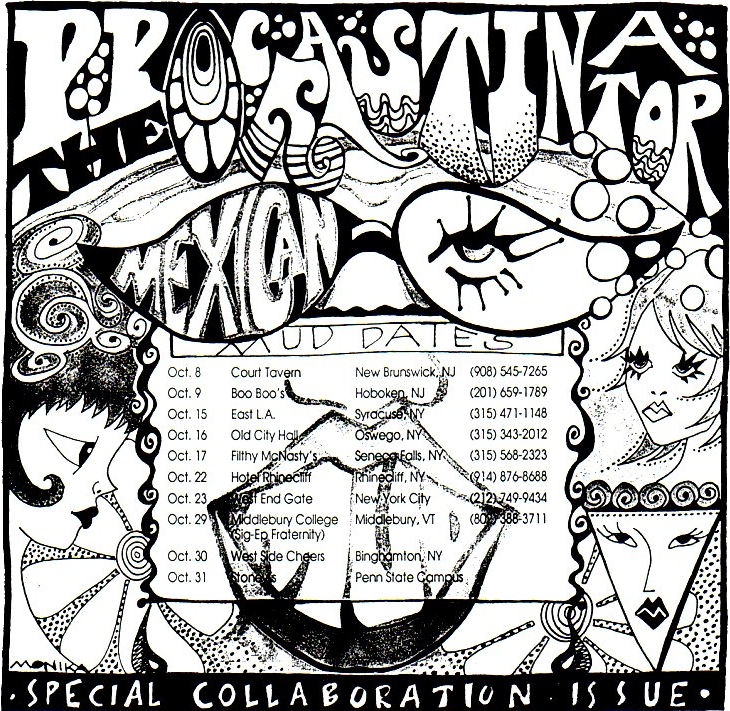 THE PROCRASTINATOR
MEXICAN
MUD DATES
Oct. 8 Court Tavern New Brunswick, NJ (908) 545-7265
Oct. 9 Boo Boo's Hoboken, NJ (201) 659-1789
Oct. 15 East L.A. Syracuse, NY (315) 471-1148
Oct. 16 Old City Hall Oswego, NY (315) 343-2012
Oct. 17 Filthy McNasty's Seneca Falls, NY (315) 568-2323
Oct. 22 Hotel Rhinecliff Rhinecliff, NY (914) 876-8688
Oct. 23 West End Gate New York City (212) 749-9434
Oct. 29 Middlebury College Middlebury, VT (802) 388-3711
(Sig-Ep Fraternity)
Oct. 30 West Side Cheers Binghamton, NY
Oct. 31 Penn State Campus
MONIKA
·SPECIAL COLLABORATION ISSUE·